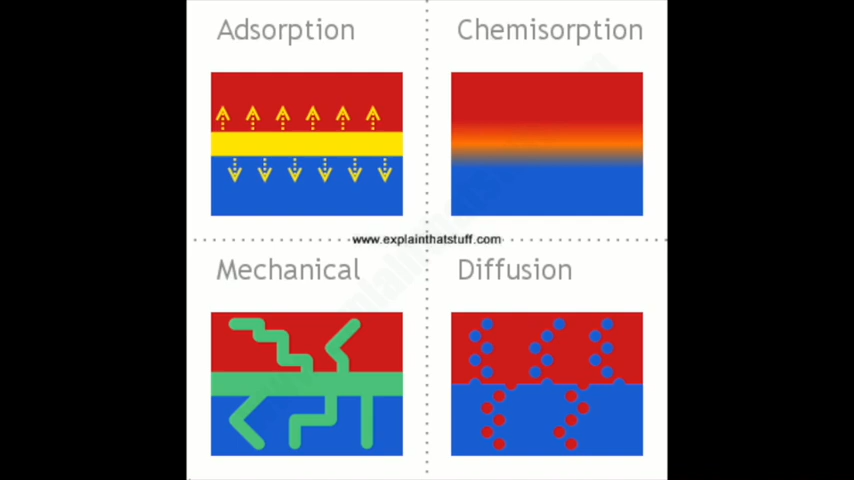 Adsorption
Chemisorption
www.explainthatstuff.com
Mechanical
Diffusion